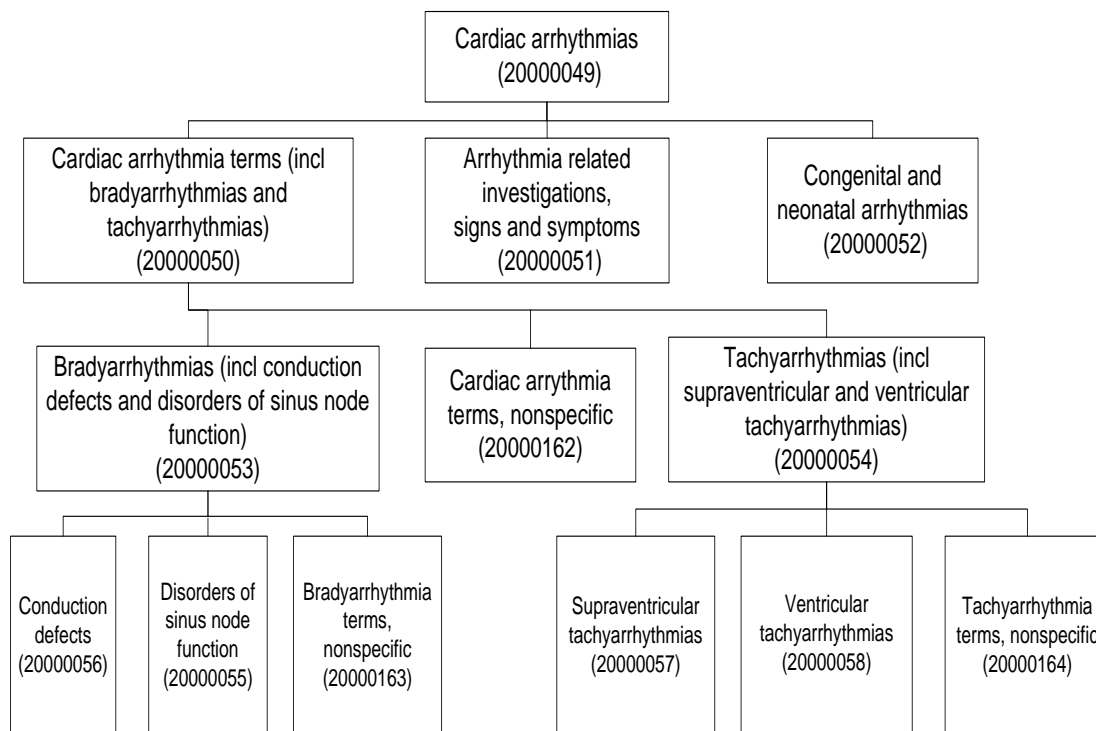 Cardiac arrhythmias
(20000049)
Cardiac arrhythmia terms (incl
bradyarrhythmias and
tachyarrhythmias)
(20000050)
Arrhythmia related
investigations,
signs and symptoms
(20000051)
Congenital and
neonatal arrhythmias
(20000052)
Bradyarrhythmias (incl conduction
defects and disorders of sinus node
function)
(20000053)
Cardiac arrythmia
terms, nonspecific
(20000162)
Tachyarrhythmias (incl
supraventricular and ventricular
tachyarrhythmias)
(20000054)
Conduction
defects
(20000056)
Disorders of
sinus node
function
(20000055)
Bradyarrhythmia
terms,
nonspecific
(20000163)
Supraventricular
tachyarrhythmias
(20000057)
Ventricular
tachyarrhythmias
(20000058)
Tachyarrhythmia
terms, nonspecific
(20000164)